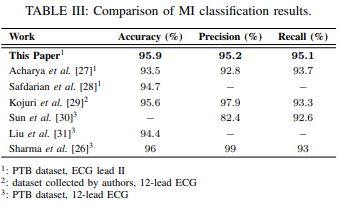 TABLE III: Comparison of MI classification results.
Work Accuracy (%) Precision (%) Recall (%)
This Paper¹ 95.9 95.2 95.1
Acharya et al. [27]¹ 93.5 92.8 93.7
Safdarian et al. [28]¹ 94.7 — —
Kojuri et al. [29]² 95.6 97.9 93.3
Sun et al. [30]³ — 82.4 92.6
Liu et al. [31]³ 94.4 — —
Sharma et al. [26]³ 96 99 93
¹: PTB dataset, ECG lead II
²: dataset collected by authors, 12-lead ECG
³: PTB dataset, 12-lead ECG